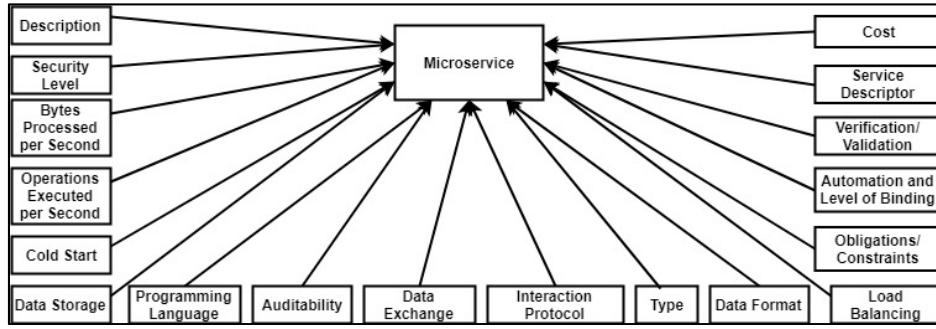 Description
Security
Level
Bytes
Processed
per Second
Operations
Executed
per Second
Cold Start
Data Storage
Microservice
Programming
Language
Auditability
Data
Exchange
Interaction
Protocol
Type
Data Format
Cost
Service
Descriptor
Verification/
Validation
Automation and
Level of Binding
Obligations/
Constraints
Load
Balancing